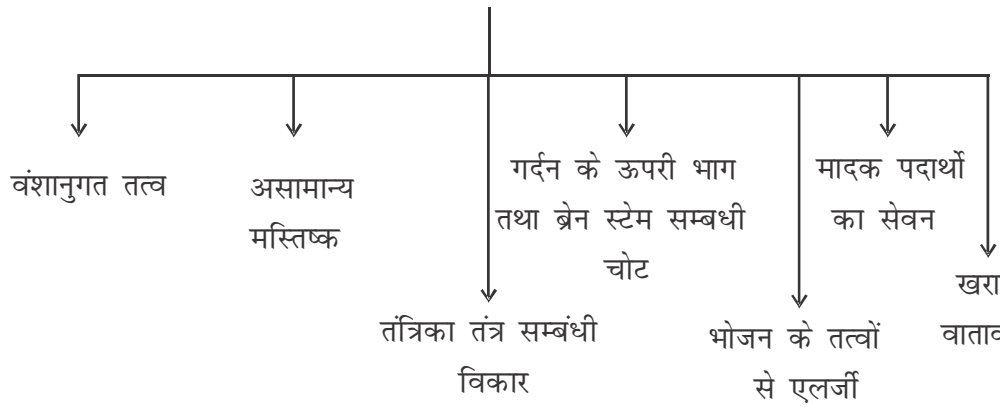 वंशानुगत तत्व
असामान्य
मस्तिष्क
तंत्रिका तंत्र सम्बंधी
विकार
गर्दन के ऊपरी भाग
तथा ब्रेन स्टेम सम्बधी
चोट
भोजन के तत्वों
से एलर्जी
मादक पदार्थो
का सेवन